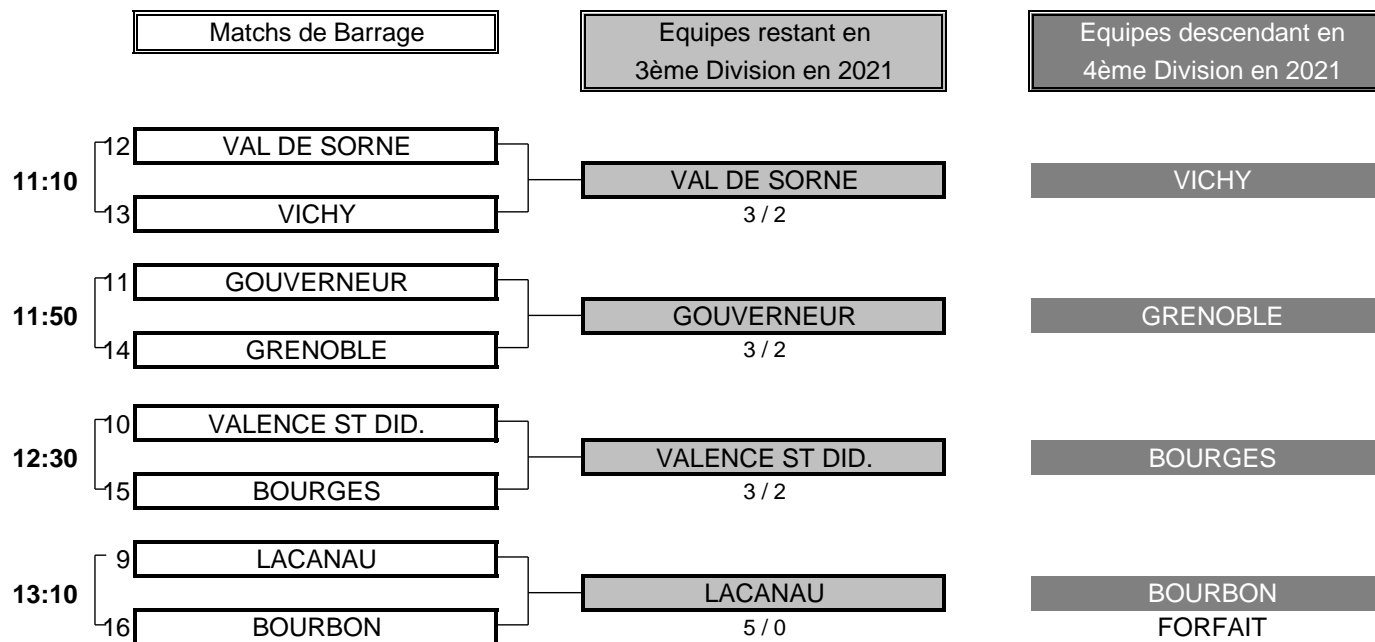 Matchs de Barrage
Equipes restant en
3ème Division en 2021
Equipes descendant en
4ème Division en 2021
12 VAL DE SORNE
11:10 VAL DE SORNE VICHY
13 VICHY 3 / 2
11 GOUVERNEUR
11:50 GOUVERNEUR GRENOBLE
14 GRENOBLE 3 / 2
10 VALENCE ST DID.
12:30 VALENCE ST DID. BOURGES
15 BOURGES 3 / 2
9 LACANAU
13:10 LACANAU BOURBON
16 BOURBON 5 / 0 FORFAIT